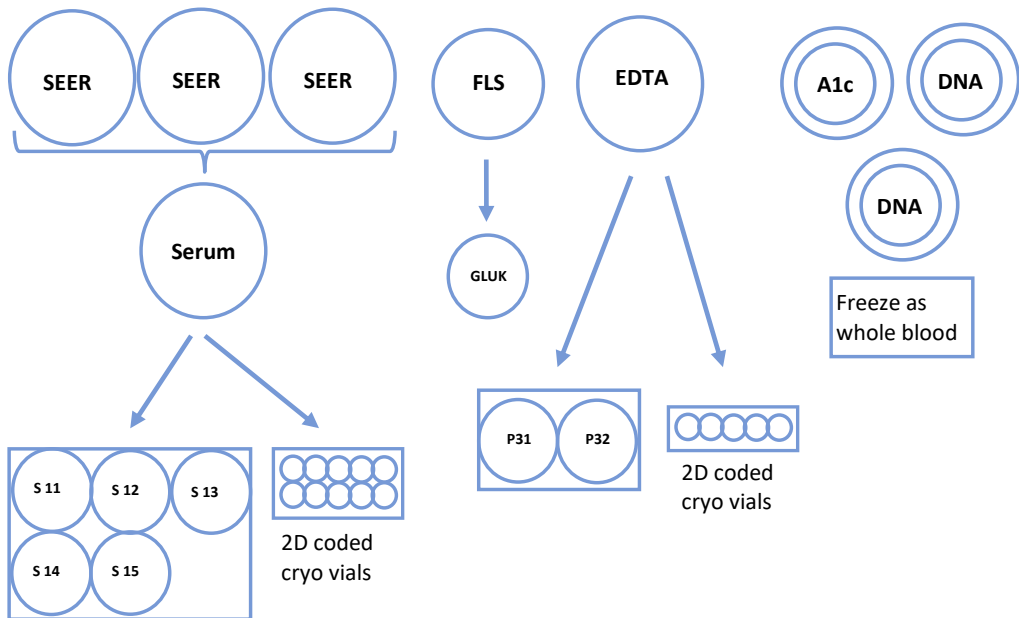 SEER
SEER
SEER
FLS
EDTA
A1c
DNA
DNA
Serum
GLUK
Freeze as
whole blood
P31
P32
2D coded
cryo vials
S 11
S 12
S 13
S 14
S 15
2D coded
cryo vials